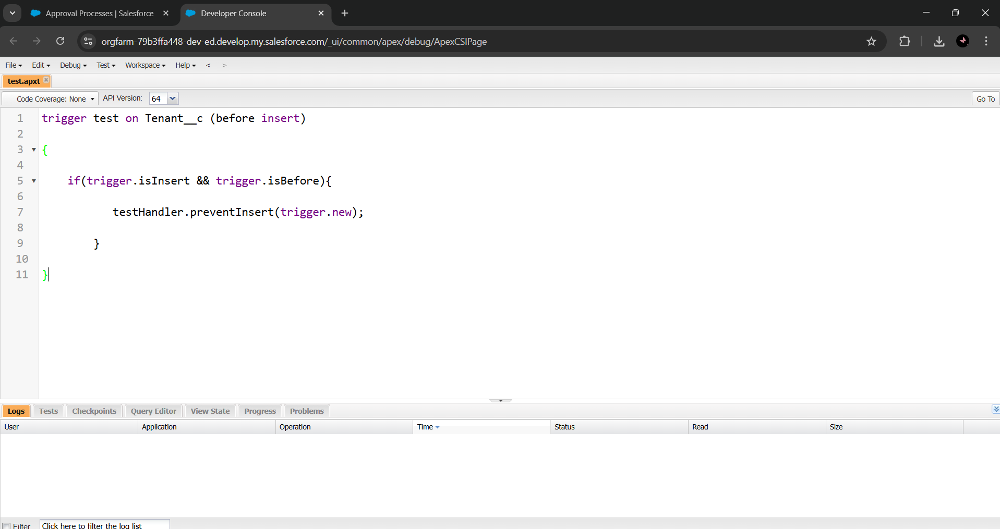 Approval Processes | Salesforce
Developer Console
orgfarm-79b3ffa448-dev-ed.develop.my.salesforce.com/_ui/common/apex/debug/ApexCSIPage
File Edit Debug Test Workspace Help < >
test.apxt
Code Coverage: None API Version: 64 Go To
1 trigger test on Tenant__c (before insert)
2
3 {
4
5 if(trigger.isInsert && trigger.isBefore){
6
7 testHandler.preventInsert(trigger.new);
8
9 }
10
11 }
Logs Tests Checkpoints Query Editor View State Progress Problems
User Application Operation Time Status Read Size
Filter Click here to filter the log list